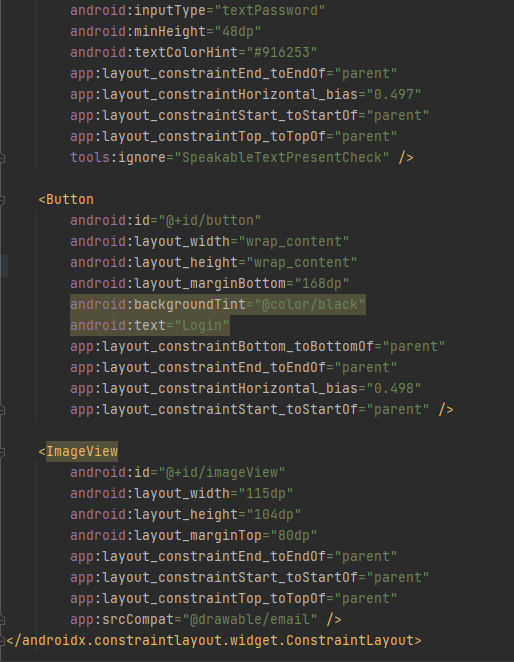 android:inputType="textPassword"
android:minHeight="48dp"
android:textColorHint="#916253"
app:layout_constraintEnd_toEndOf="parent"
app:layout_constraintHorizontal_bias="0.497"
app:layout_constraintStart_toStartOf="parent"
app:layout_constraintTop_toTopOf="parent"
tools:ignore="SpeakableTextPresentCheck" />
<Button
android:id="@+id/button"
android:layout_width="wrap_content"
android:layout_height="wrap_content"
android:layout_marginBottom="168dp"
android:backgroundTint="@color/black"
android:text="Login"
app:layout_constraintBottom_toBottomOf="parent"
app:layout_constraintEnd_toEndOf="parent"
app:layout_constraintHorizontal_bias="0.498"
app:layout_constraintStart_toStartOf="parent" />
<ImageView
android:id="@+id/imageView"
android:layout_width="115dp"
android:layout_height="104dp"
android:layout_marginTop="80dp"
app:layout_constraintEnd_toEndOf="parent"
app:layout_constraintStart_toStartOf="parent"
app:layout_constraintTop_toTopOf="parent"
app:srcCompat="@drawable/email" />
</androidx.constraintlayout.widget.ConstraintLayout>